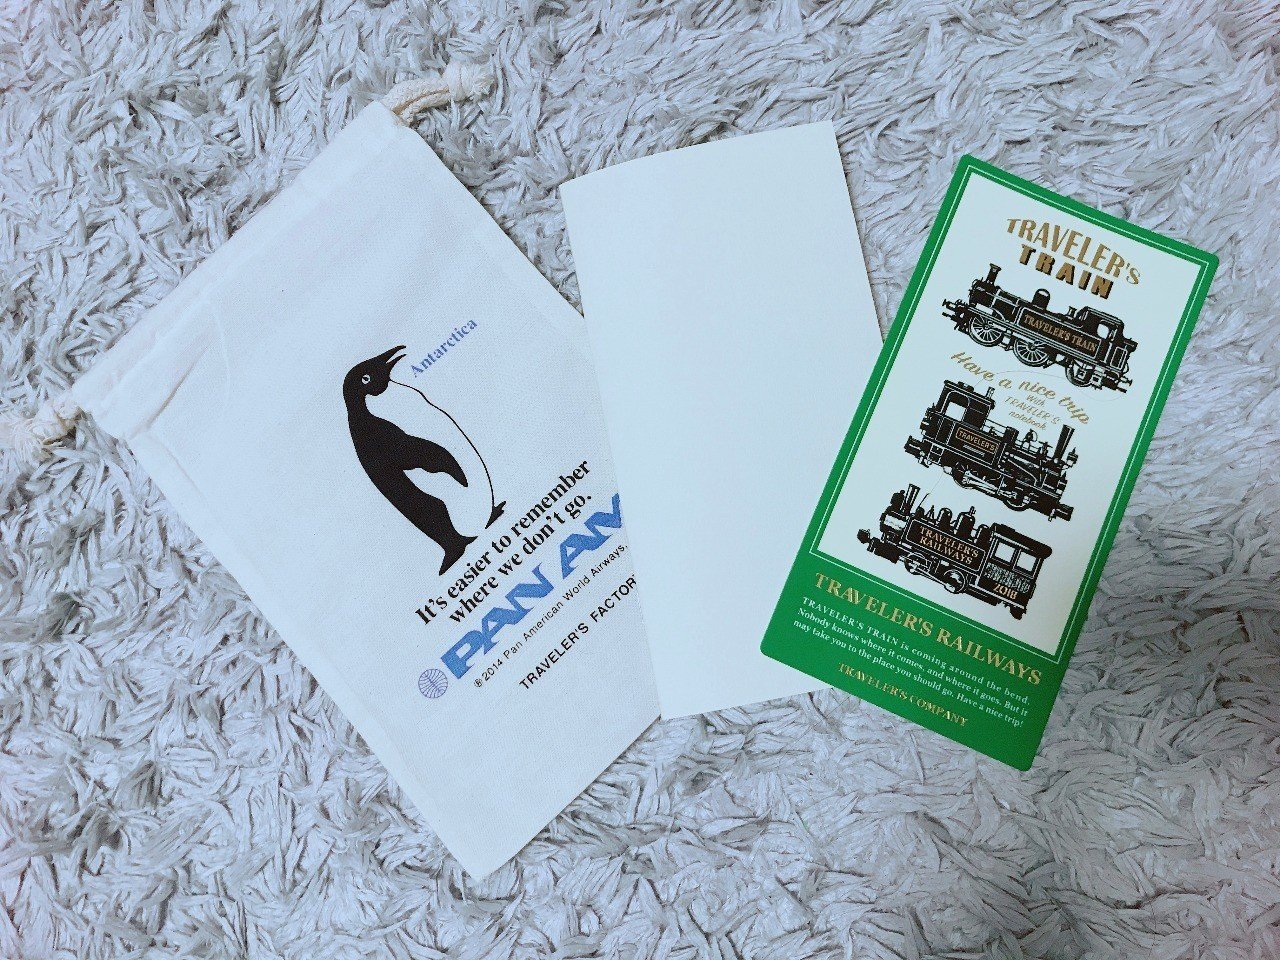 Antarctica
It's easier to remember
where we don't go.
PAN AM
©2014 Pan American World Airways,
TRAVELER'S FACTOR
TRAVELER'S
TRAIN
TRAVELER'S TRAIN
Have a nice trip
with
TRAVELER'S
notebook
TRAVELER'S
TRAVELER'S
RAILWAYS
2018
TRAVELER'S RAILWAYS
TRAVELER'S TRAIN is coming around the bend.
Nobody knows where it comes, and where it goes. But it
may take you to the place you should go. Have a nice trip!
TRAVELER'S COMPANY